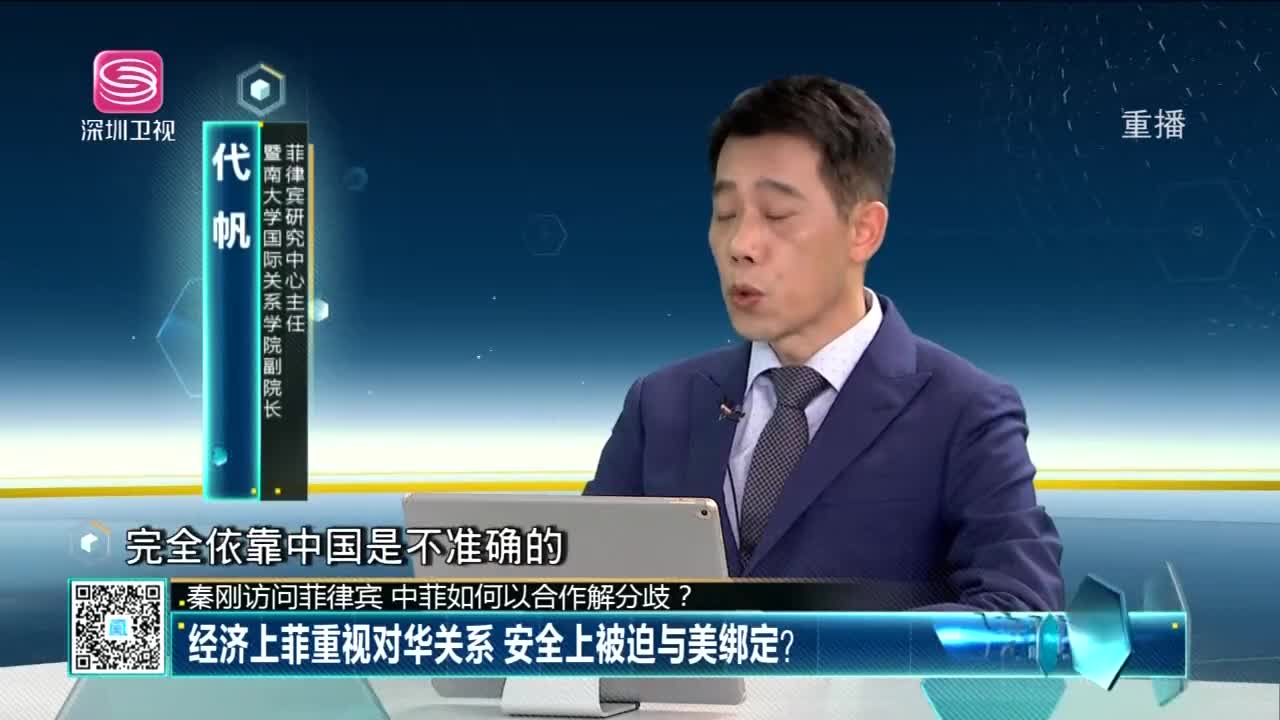 深圳卫视
重播
代帆
菲律宾研究中心主任
暨南大学国际关系学院副院长
完全依靠中国是不准确的
秦刚访问菲律宾 中菲如何以合作解分歧？
经济上菲重视对华关系 安全上被迫与美绑定?